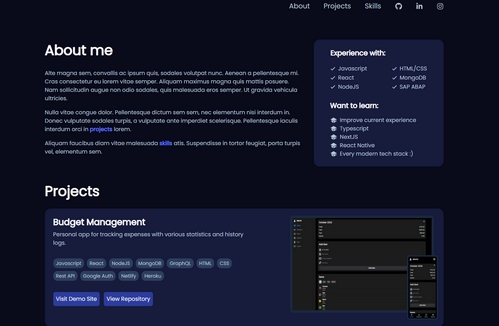 About Projects Skills
About me
Alte magna sem, convallis ac ipsum quis, sodales volutpat nunc. Aenean a pellentesque mi.
Cras consectetur eu lorem vitae semper. Aliquam maximus magna quis mattis posuere.
Nam sollicitudin augue non odio sodales, quis malesuada eros semper. Ut gravida vehicula
ultricies.
Nulla vitae congue dolor. Pellentesque dictum sem sem, nec elementum nisi interdum in.
Donec vulputate sodales turpis, a vulputate ante imperdiet scelerisque. Pellentesque iaculis
interdum orci in projects lorem.
Aliquam faucibus diam vitae malesuada skills atis. Suspendisse in tortor feugiat, porta turpis
vel, elementum sem.
Experience with:
Javascript HTML/CSS
React MongoDB
NodeJS SAP ABAP
Want to learn:
Improve current experience
Typescript
NextJS
React Native
Every modern tech stack :)
Projects
Budget Management
Personal app for tracking expenses with various statistics and history
logs.
Javascript React NodeJS MongoDB GraphQL HTML CSS
Rest API Google Auth Netlify Heroku
Visit Demo Site View Repository